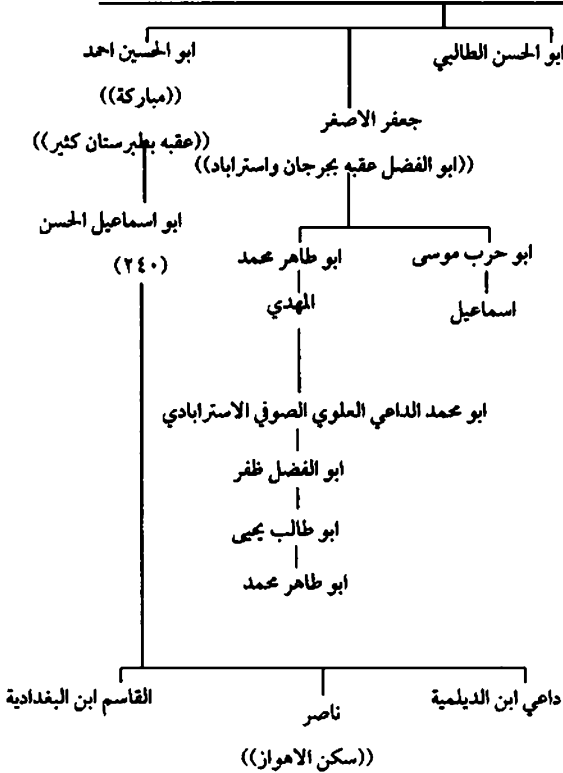 ابو الحسن الطالبي
ابو الحسين احمد
((مباركة))
جعفر الاصغر
((عقبه بطبرستان كثير))
((ابو الفضل عقبه بجرجان واستراباد))
ابو اسماعيل الحسن
(٢٤٠)
ابو حرب موسى
ابو طاهر محمد
اسماعيل
المهدي
ابو محمد الداعي العلوي الصوفي الاسترابادي
ابو الفضل ظفر
ابو طالب يحيى
ابو طاهر محمد
داعي ابن الديلمية
ناصر
القاسم ابن البغدادية
((سكن الاهواز))